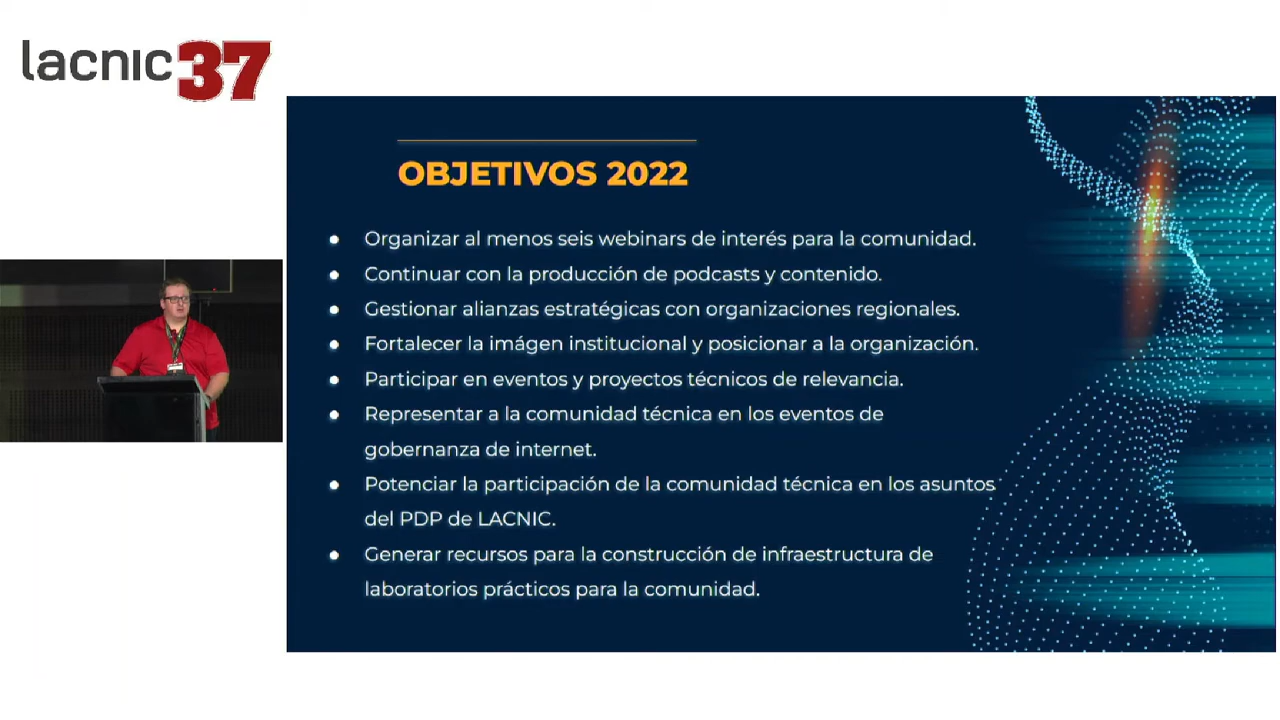 lacnic 37
OBJETIVOS 2022
● Organizar al menos seis webinars de interés para la comunidad.
● Continuar con la producción de podcasts y contenido.
● Gestionar alianzas estratégicas con organizaciones regionales.
● Fortalecer la imágen institucional y posicionar a la organización.
● Participar en eventos y proyectos técnicos de relevancia.
● Representar a la comunidad técnica en los eventos de
gobernanza de internet.
● Potenciar la participación de la comunidad técnica en los asuntos
del PDP de LACNIC.
● Generar recursos para la construcción de infraestructura de
laboratorios prácticos para la comunidad.